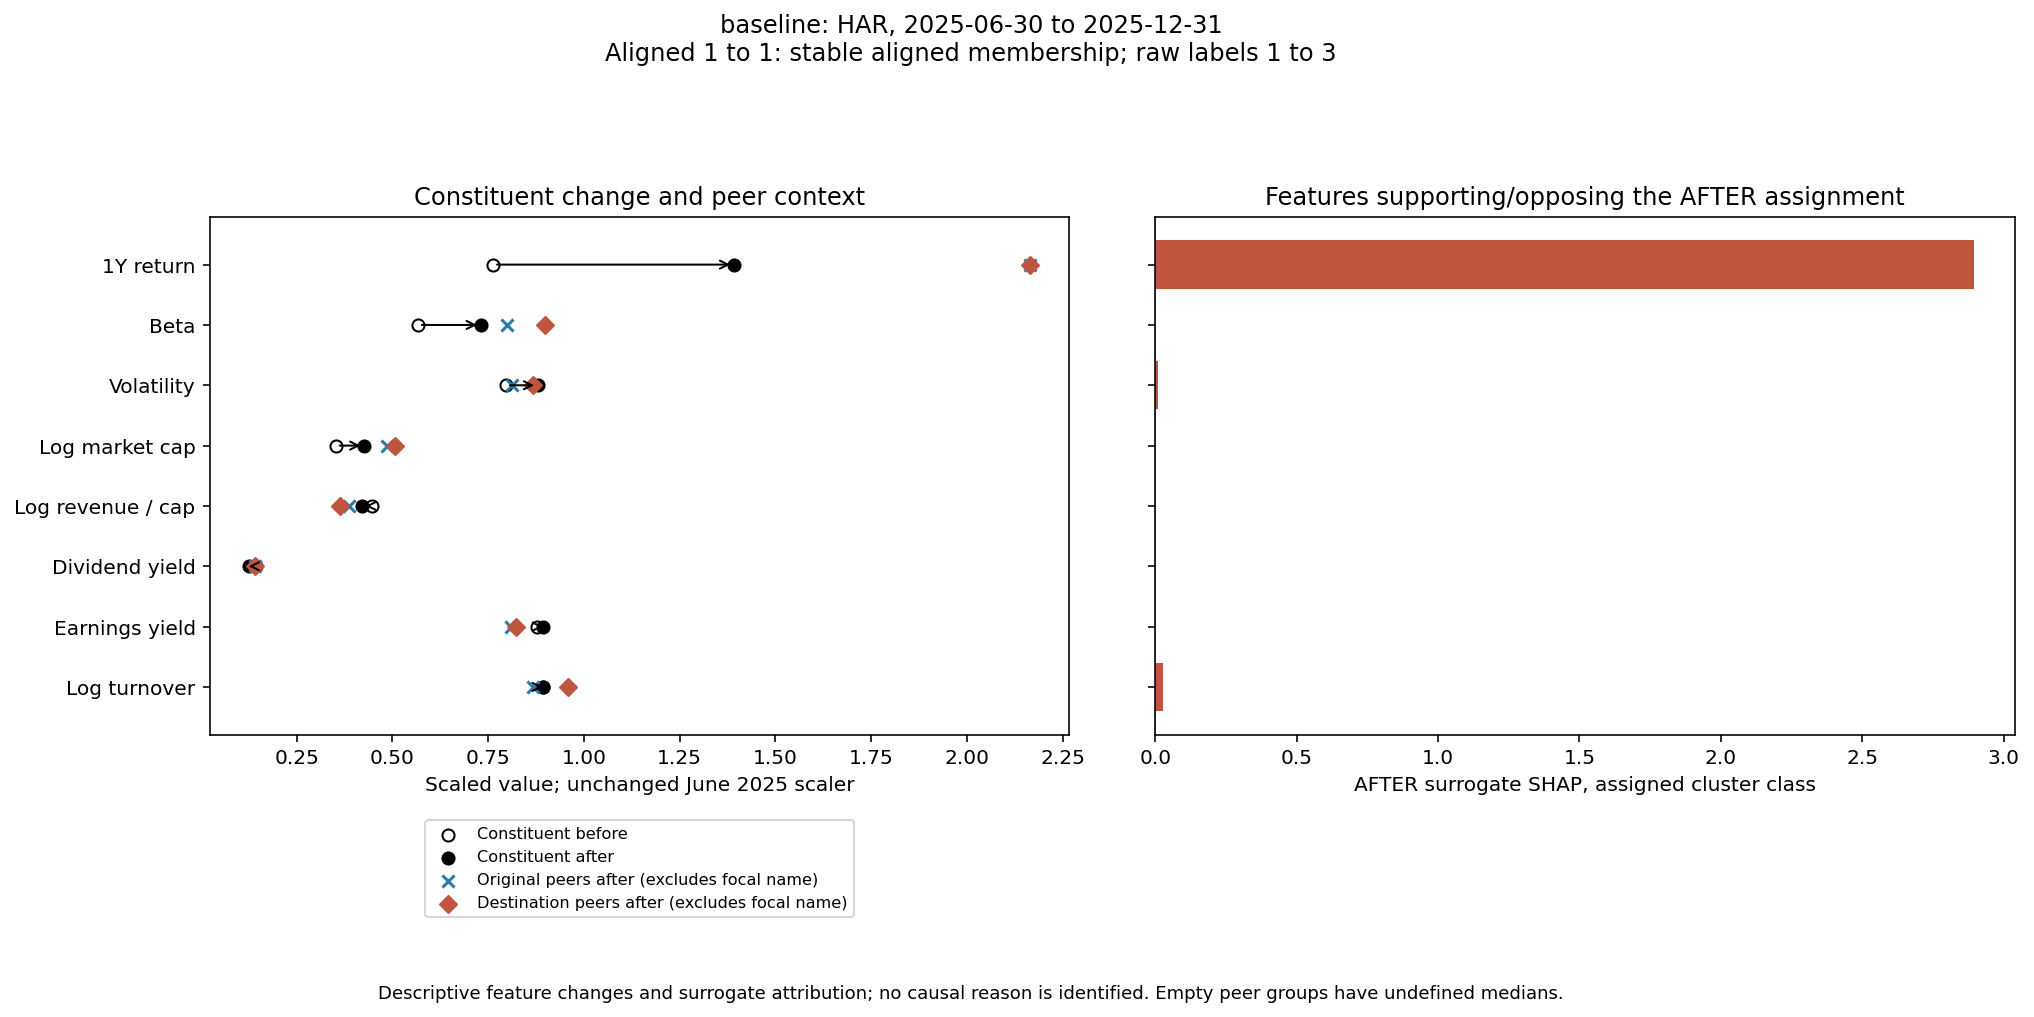 baseline: HAR, 2025-06-30 to 2025-12-31
Aligned 1 to 1: stable aligned membership; raw labels 1 to 3
Constituent change and peer context
1Y return
Beta
Volatility
Log market cap
Log revenue / cap
Dividend yield
Earnings yield
Log turnover
0.25 0.50 0.75 1.00 1.25 1.50 1.75 2.00 2.25
Scaled value; unchanged June 2025 scaler
Constituent before
Constituent after
Original peers after (excludes focal name)
Destination peers after (excludes focal name)
Features supporting/opposing the AFTER assignment
0.0 0.5 1.0 1.5 2.0 2.5 3.0
AFTER surrogate SHAP, assigned cluster class
Descriptive feature changes and surrogate attribution; no causal reason is identified. Empty peer groups have undefined medians.